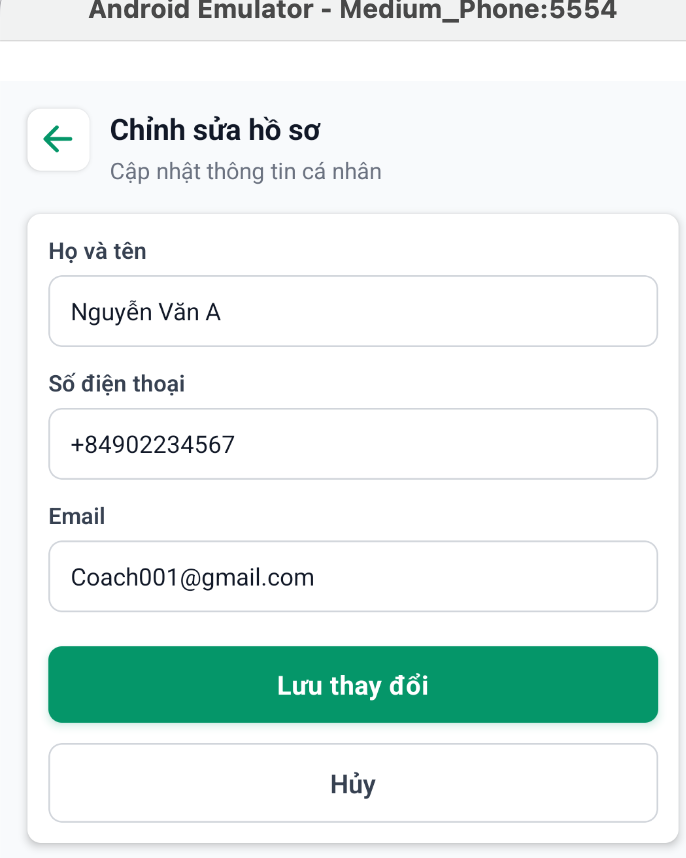 Android Emulator - Medium_Phone:5554
Chỉnh sửa hồ sơ
Cập nhật thông tin cá nhân
Họ và tên
Nguyễn Văn A
Số điện thoại
+84902234567
Email
Coach001@gmail.com
Lưu thay đổi
Hủy